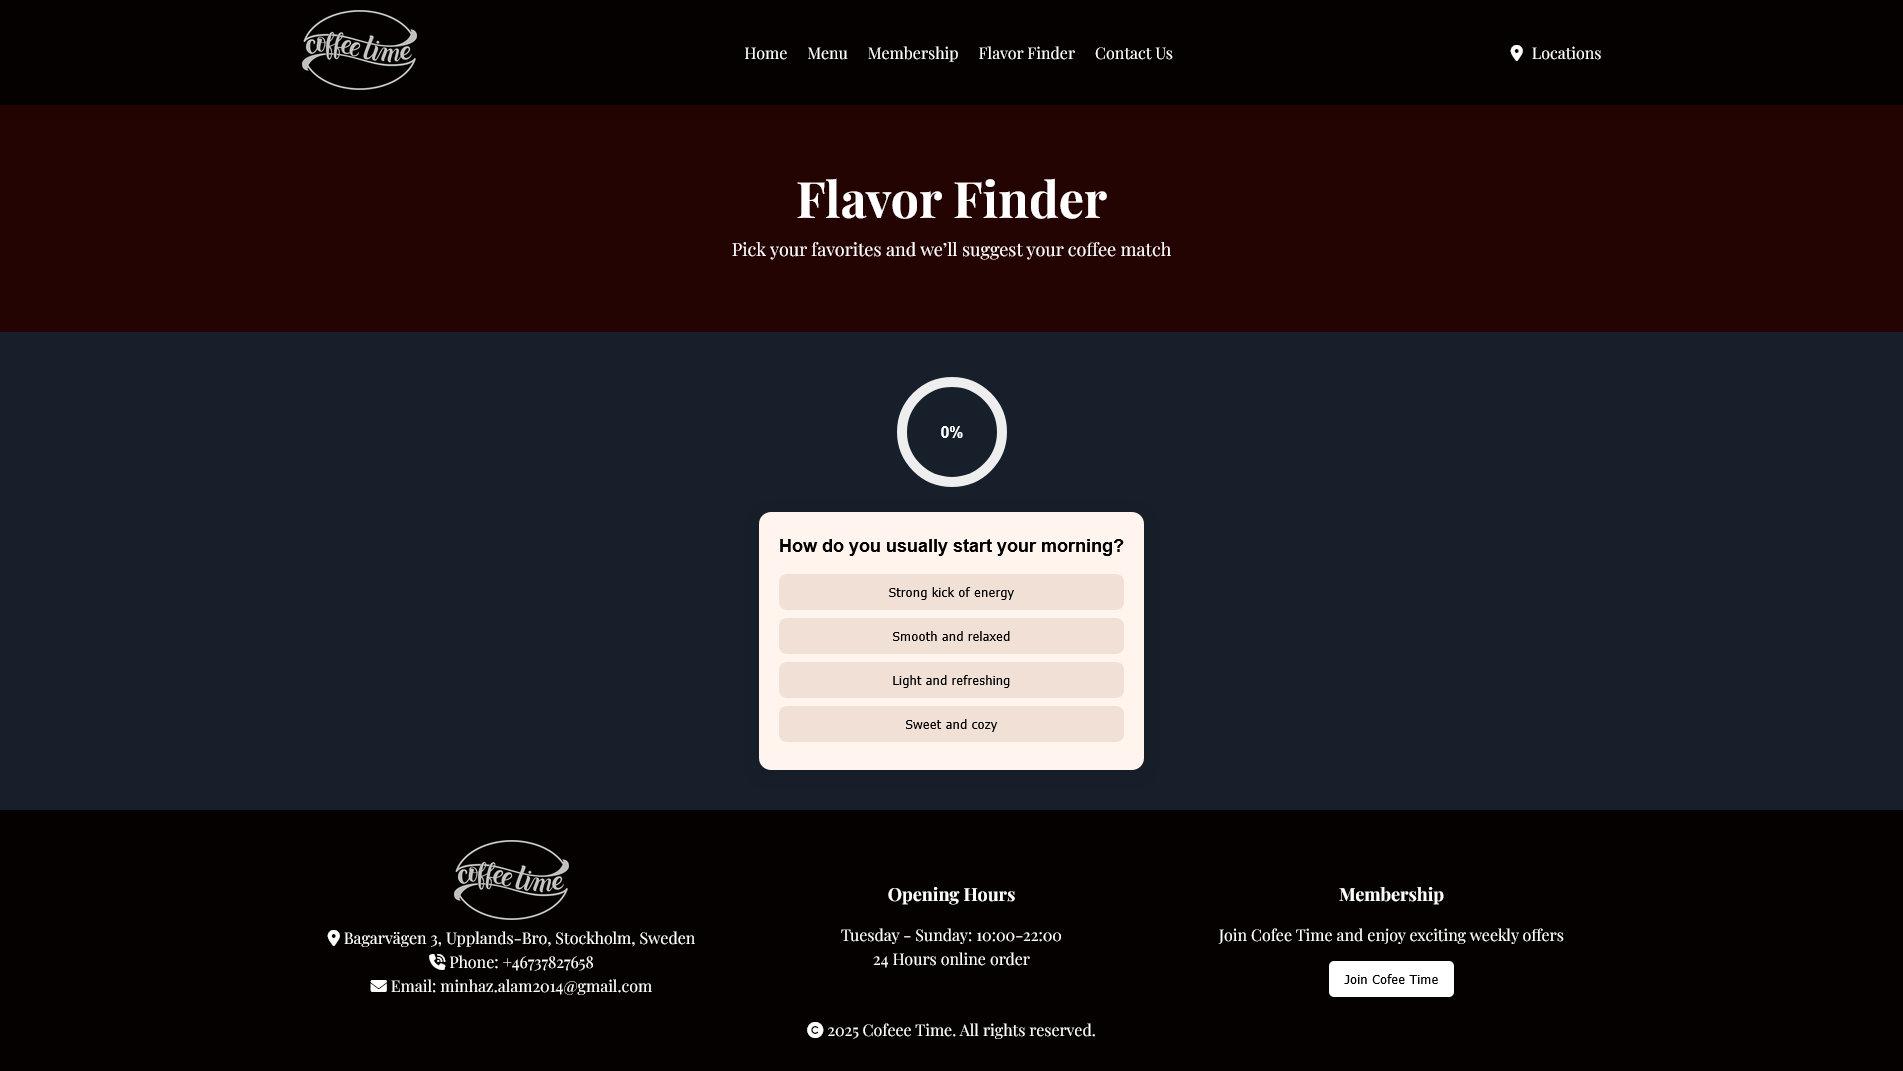 coffee time
Home Menu Membership Flavor Finder Contact Us
Locations
Flavor Finder
Pick your favorites and we’ll suggest your coffee match
0%
How do you usually start your morning?
Strong kick of energy
Smooth and relaxed
Light and refreshing
Sweet and cozy
coffee time
Bagarvägen 3, Upplands-Bro, Stockholm, Sweden
Phone: +46737827658
Email: minhaz.alam2014@gmail.com
Opening Hours
Tuesday - Sunday: 10:00-22:00
24 Hours online order
Membership
Join Cofee Time and enjoy exciting weekly offers
Join Cofee Time
© 2025 Cofeee Time. All rights reserved.